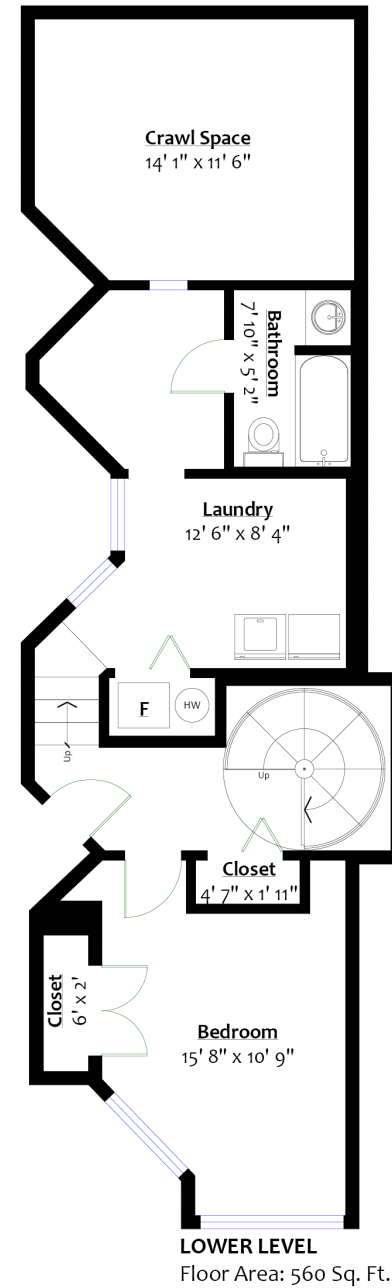 Crawl Space
14' 1" x 11' 6"
Bathroom
7' 10" x 5' 2"
Laundry
12' 6" x 8' 4"
F
HW
Up
Up
Closet
4' 7" x 1' 11"
Closet
6' x 2'
Bedroom
15' 8" x 10' 9"
LOWER LEVEL
Floor Area: 560 Sq. Ft.